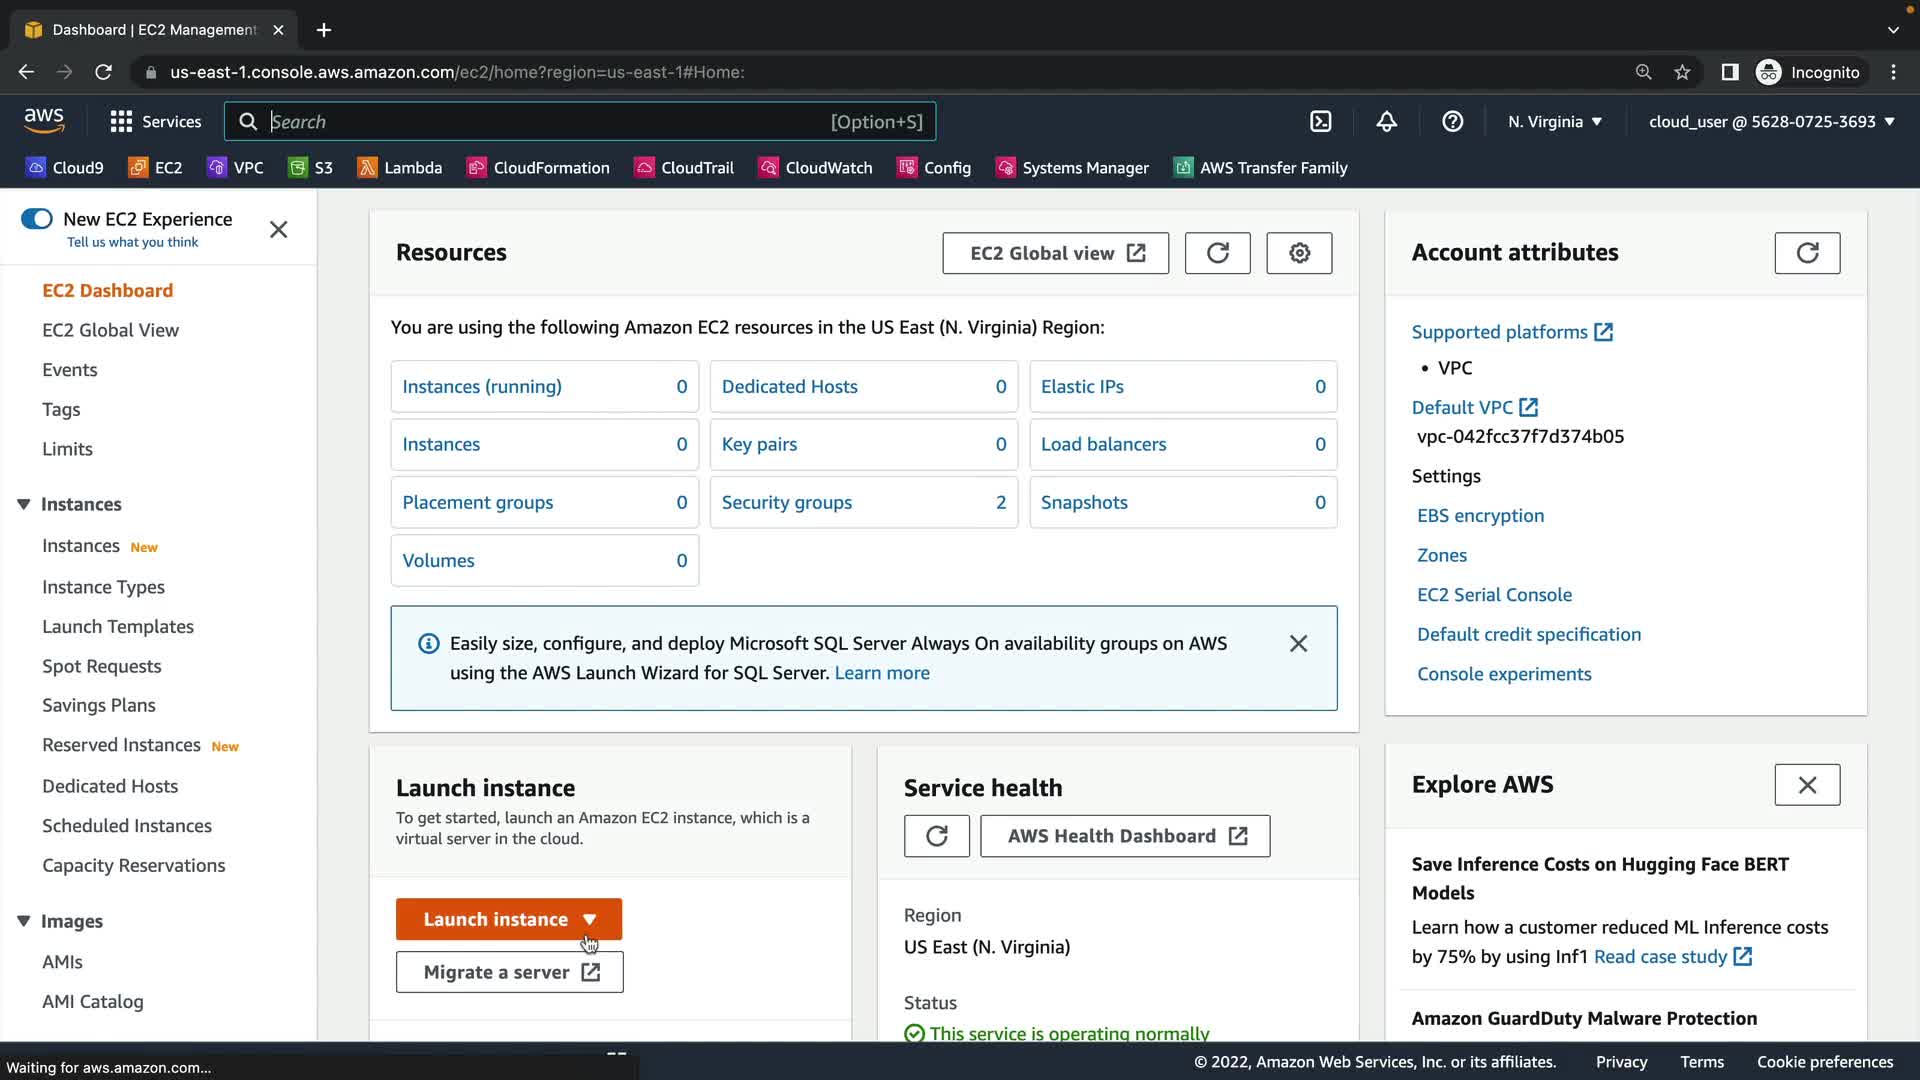 Dashboard | EC2 Management
us-east-1.console.aws.amazon.com/ec2/home?region=us-east-1#Home:
Incognito
aws
Services
Search
[Option+S]
N. Virginia
cloud_user @ 5628-0725-3693
Cloud9
EC2
VPC
S3
Lambda
CloudFormation
CloudTrail
CloudWatch
Config
Systems Manager
AWS Transfer Family
New EC2 Experience
Tell us what you think
EC2 Dashboard
EC2 Global View
Events
Tags
Limits
Instances
Instances New
Instance Types
Launch Templates
Spot Requests
Savings Plans
Reserved Instances New
Dedicated Hosts
Scheduled Instances
Capacity Reservations
Images
AMIs
AMI Catalog
Resources
EC2 Global view
You are using the following Amazon EC2 resources in the US East (N. Virginia) Region:
Instances (running) 0
Dedicated Hosts 0
Elastic IPs 0
Instances 0
Key pairs 0
Load balancers 0
Placement groups 0
Security groups 2
Snapshots 0
Volumes 0
Easily size, configure, and deploy Microsoft SQL Server Always On availability groups on AWS
using the AWS Launch Wizard for SQL Server. Learn more
Launch instance
To get started, launch an Amazon EC2 instance, which is a
virtual server in the cloud.
Launch instance
Migrate a server
Service health
AWS Health Dashboard
Region
US East (N. Virginia)
Status
This service is operating normally
Account attributes
Supported platforms
• VPC
Default VPC
vpc-042fcc37f7d374b05
Settings
EBS encryption
Zones
EC2 Serial Console
Default credit specification
Console experiments
Explore AWS
Save Inference Costs on Hugging Face BERT
Models
Learn how a customer reduced ML Inference costs
by 75% by using Inf1 Read case study
Amazon GuardDuty Malware Protection
Waiting for aws.amazon.com...
© 2022, Amazon Web Services, Inc. or its affiliates.
Privacy
Terms
Cookie preferences